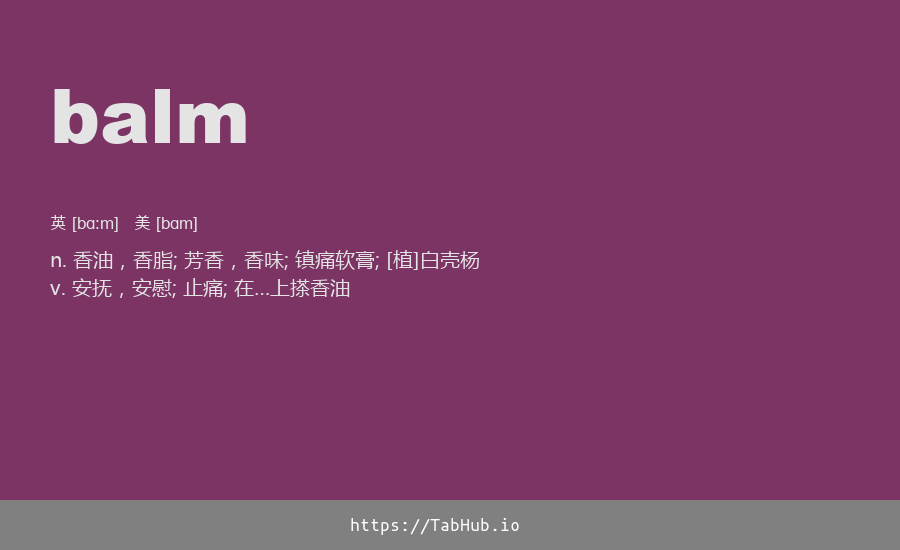 balm
英 [bɑːm] 美 [bɑm]
n. 香油，香脂; 芳香，香味; 镇痛软膏; [植]白壳杨
v. 安抚，安慰; 止痛; 在…上搽香油
https://TabHub.io